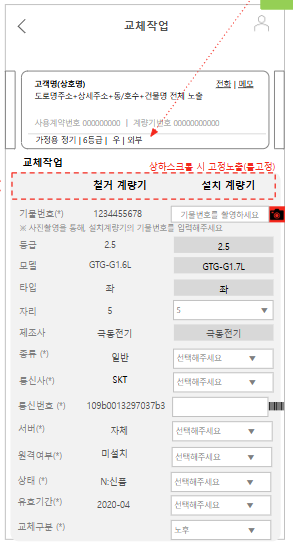 교체작업
고객명(상호명) 전화 | 메모
도로명주소+상세주소+동/호수+건물명 전체 노출
사용계약번호 000000000 | 계량기번호 00000000000
가정용 정기 | 6등급 | 우 | 외부
교체작업
상하스크롤 시 고정노출(틀고정)
철거 계량기 설치 계량기
기물번호(*) 1234455678 기물번호를 촬영하세요
※ 사진촬영을 통해, 설치계량기의 기물번호를 입력해주세요
등급 2.5 2.5
모델 GTG-G1.6L GTG-G1.7L
타입 좌 좌
자리 5 5
제조사 극동전기 극동전기
종류 (*) 일반 선택해주세요
통신사(*) SKT 선택해주세요
통신번호 (*) 109b0013297037b3
서버(*) 자체 선택해주세요
원격여부(*) 미설치 선택해주세요
상태 (*) N:신품 선택해주세요
유효기간(*) 2020-04 선택해주세요
교체구분 (*) 노후